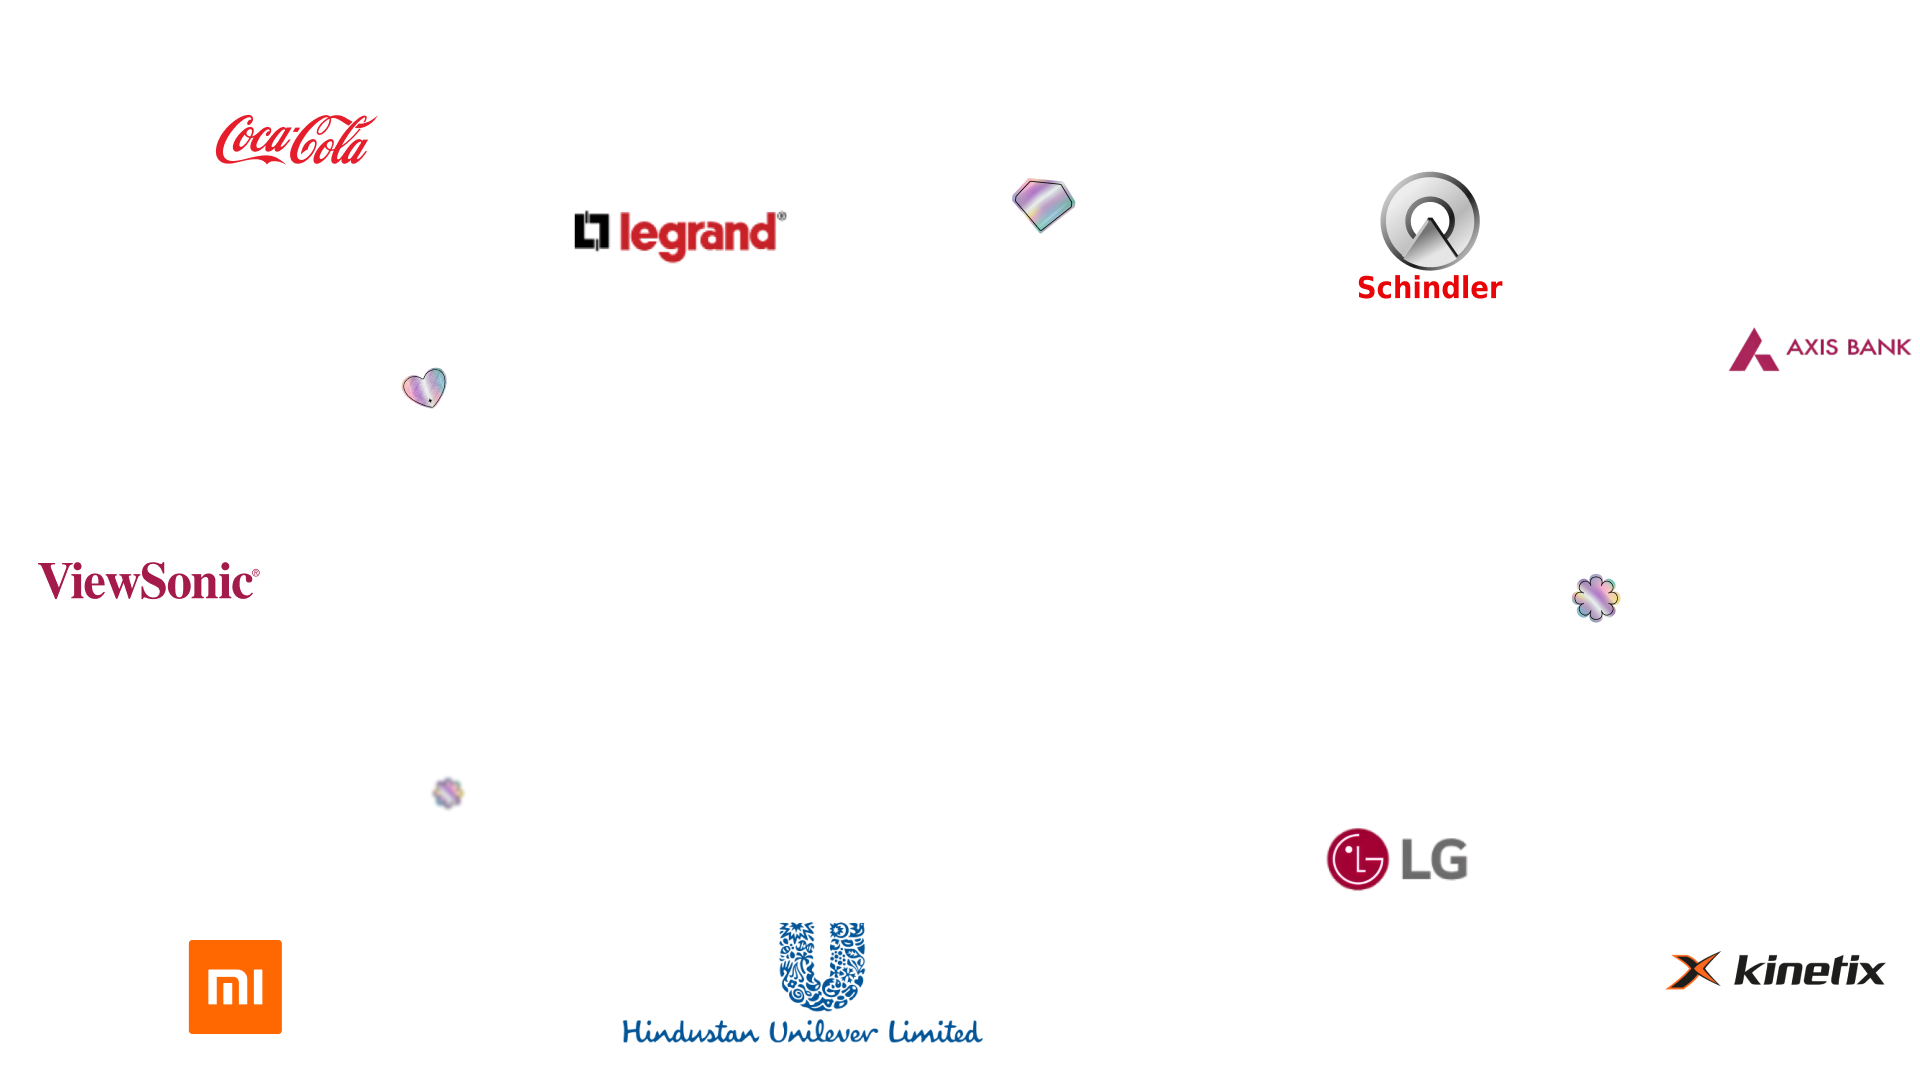 Coca-Cola
legrand®
Schindler
AXIS BANK
ViewSonic®
LG
mi
Hindustan Unilever Limited
kinetix